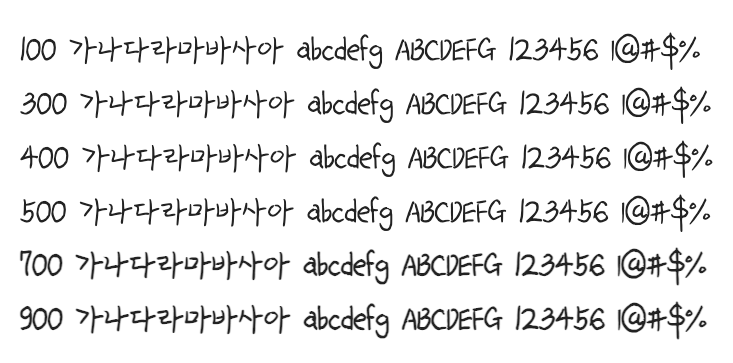 100 가나다라마바사아 abcdefg ABCDEFG 123456 !@#$%
300 가나다라마바사아 abcdefg ABCDEFG 123456 !@#$%
400 가나다라마바사아 abcdefg ABCDEFG 123456 !@#$%
500 가나다라마바사아 abcdefg ABCDEFG 123456 !@#$%
700 가나다라마바사아 abcdefg ABCDEFG 123456 !@#$%
900 가나다라마바사아 abcdefg ABCDEFG 123456 !@#$%